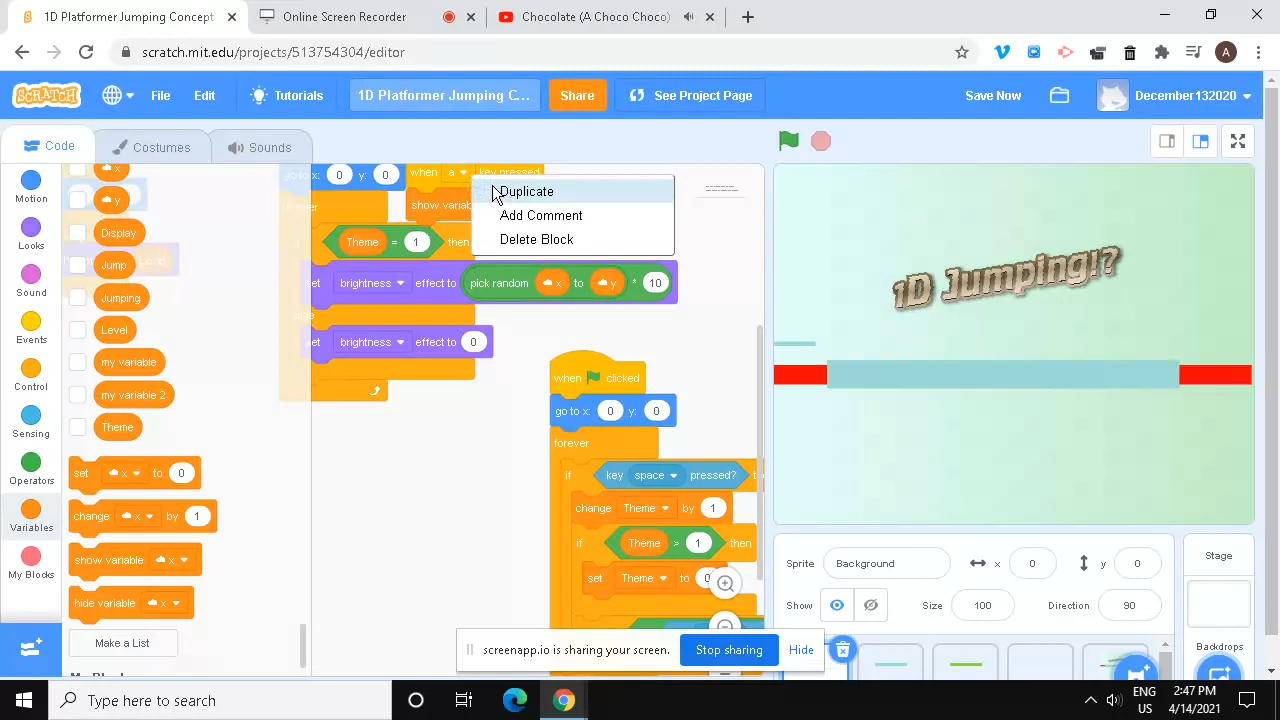 1D Platformer Jumping Concept
Online Screen Recorder
Chocolate (A Choco Choco)
scratch.mit.edu/projects/513754304/editor
A
SCRATCH
File
Edit
Tutorials
1D Platformer Jumping C...
Share
See Project Page
Save Now
December132020
Code
Costumes
Sounds
Motion
Looks
Sound
Events
Control
Sensing
Operators
Variables
My Blocks
x
y
Display
Jump
Jumping
Level
my variable
my variable 2
Theme
set x to 0
change x by 1
show variable x
hide variable x
Make a List
go to x: 0 y: 0
when a key pressed
show variab
Duplicate
Add Comment
Delete Block
Theme = 1 then
set brightness effect to pick random x to y * 10
set brightness effect to 0
when clicked
go to x: 0 y: 0
forever
if key space pressed?
change Theme by 1
if Theme > 1 then
set Theme to 0
1D Jumping!?
Sprite Background x 0 y 0
Show Size 100 Direction 90
Stage
Backdrops
screenapp.io is sharing your screen.
Stop sharing
Hide
Type here to search
ENG
US
2:47 PM
4/14/2021